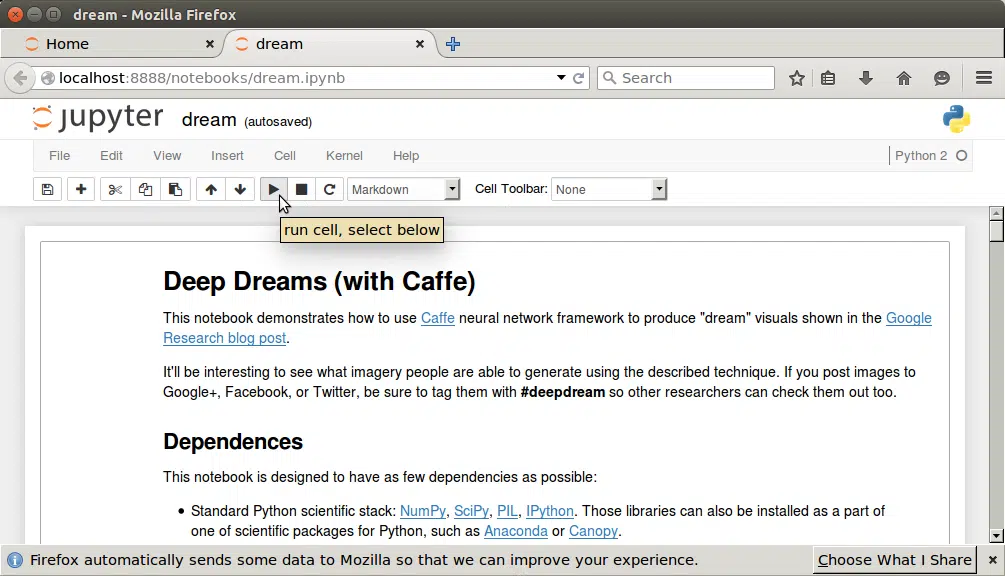 dream - Mozilla Firefox
Home
dream
localhost:8888/notebooks/dream.ipynb
Search
jupyter dream (autosaved)
File Edit View Insert Cell Kernel Help Python 2
Markdown Cell Toolbar: None
run cell, select below
Deep Dreams (with Caffe)
This notebook demonstrates how to use Caffe neural network framework to produce "dream" visuals shown in the Google
Research blog post.
It'll be interesting to see what imagery people are able to generate using the described technique. If you post images to
Google+, Facebook, or Twitter, be sure to tag them with #deepdream so other researchers can check them out too.
Dependences
This notebook is designed to have as few dependencies as possible:
• Standard Python scientific stack: NumPy, SciPy, PIL, IPython. Those libraries can also be installed as a part of
one of scientific packages for Python, such as Anaconda or Canopy.
Firefox automatically sends some data to Mozilla so that we can improve your experience. Choose What I Share